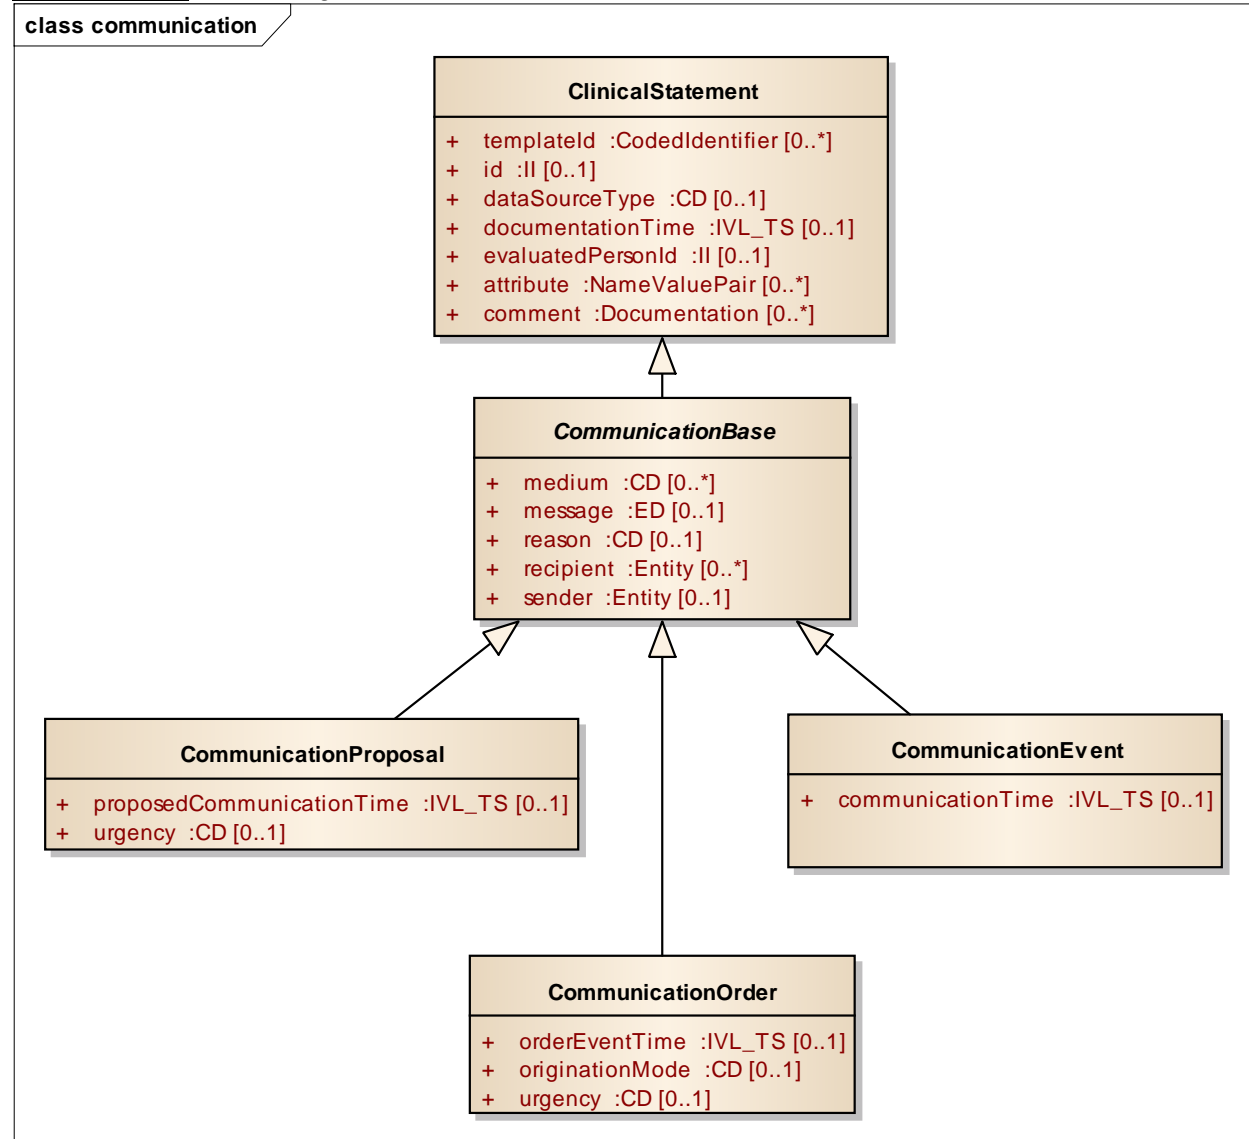 class communication
ClinicalStatement
+ templateId :CodedIdentifier [0..*]
+ id :II [0..1]
+ dataSourceType :CD [0..1]
+ documentationTime :IVL_TS [0..1]
+ evaluatedPersonId :II [0..1]
+ attribute :NameValuePair [0..*]
+ comment :Documentation [0..*]
CommunicationBase
+ medium :CD [0..*]
+ message :ED [0..1]
+ reason :CD [0..1]
+ recipient :Entity [0..*]
+ sender :Entity [0..1]
CommunicationProposal
+ proposedCommunicationTime :IVL_TS [0..1]
+ urgency :CD [0..1]
CommunicationEvent
+ communicationTime :IVL_TS [0..1]
CommunicationOrder
+ orderEventTime :IVL_TS [0..1]
+ originationMode :CD [0..1]
+ urgency :CD [0..1]